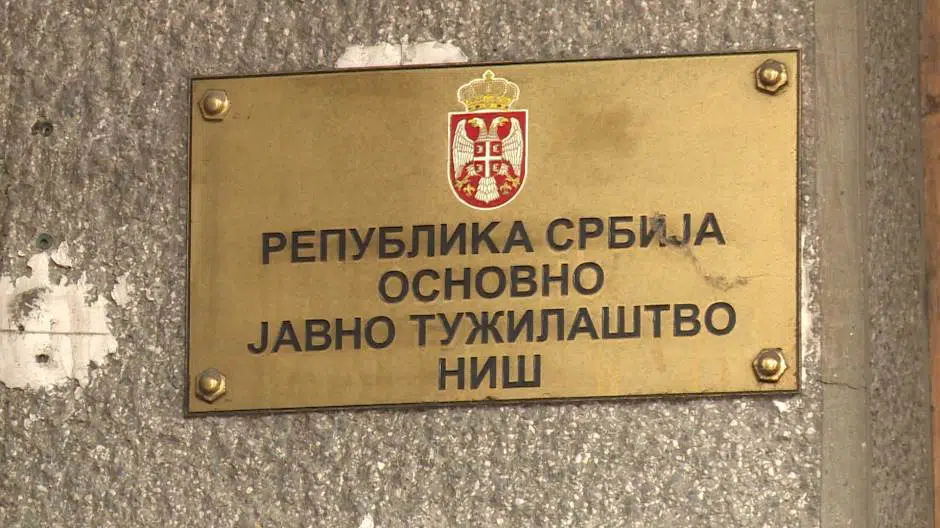 РЕПУБЛИКА СРБИЈА
ОСНОВНО
ЈАВНО ТУЖИЛАШТВО
НИШ